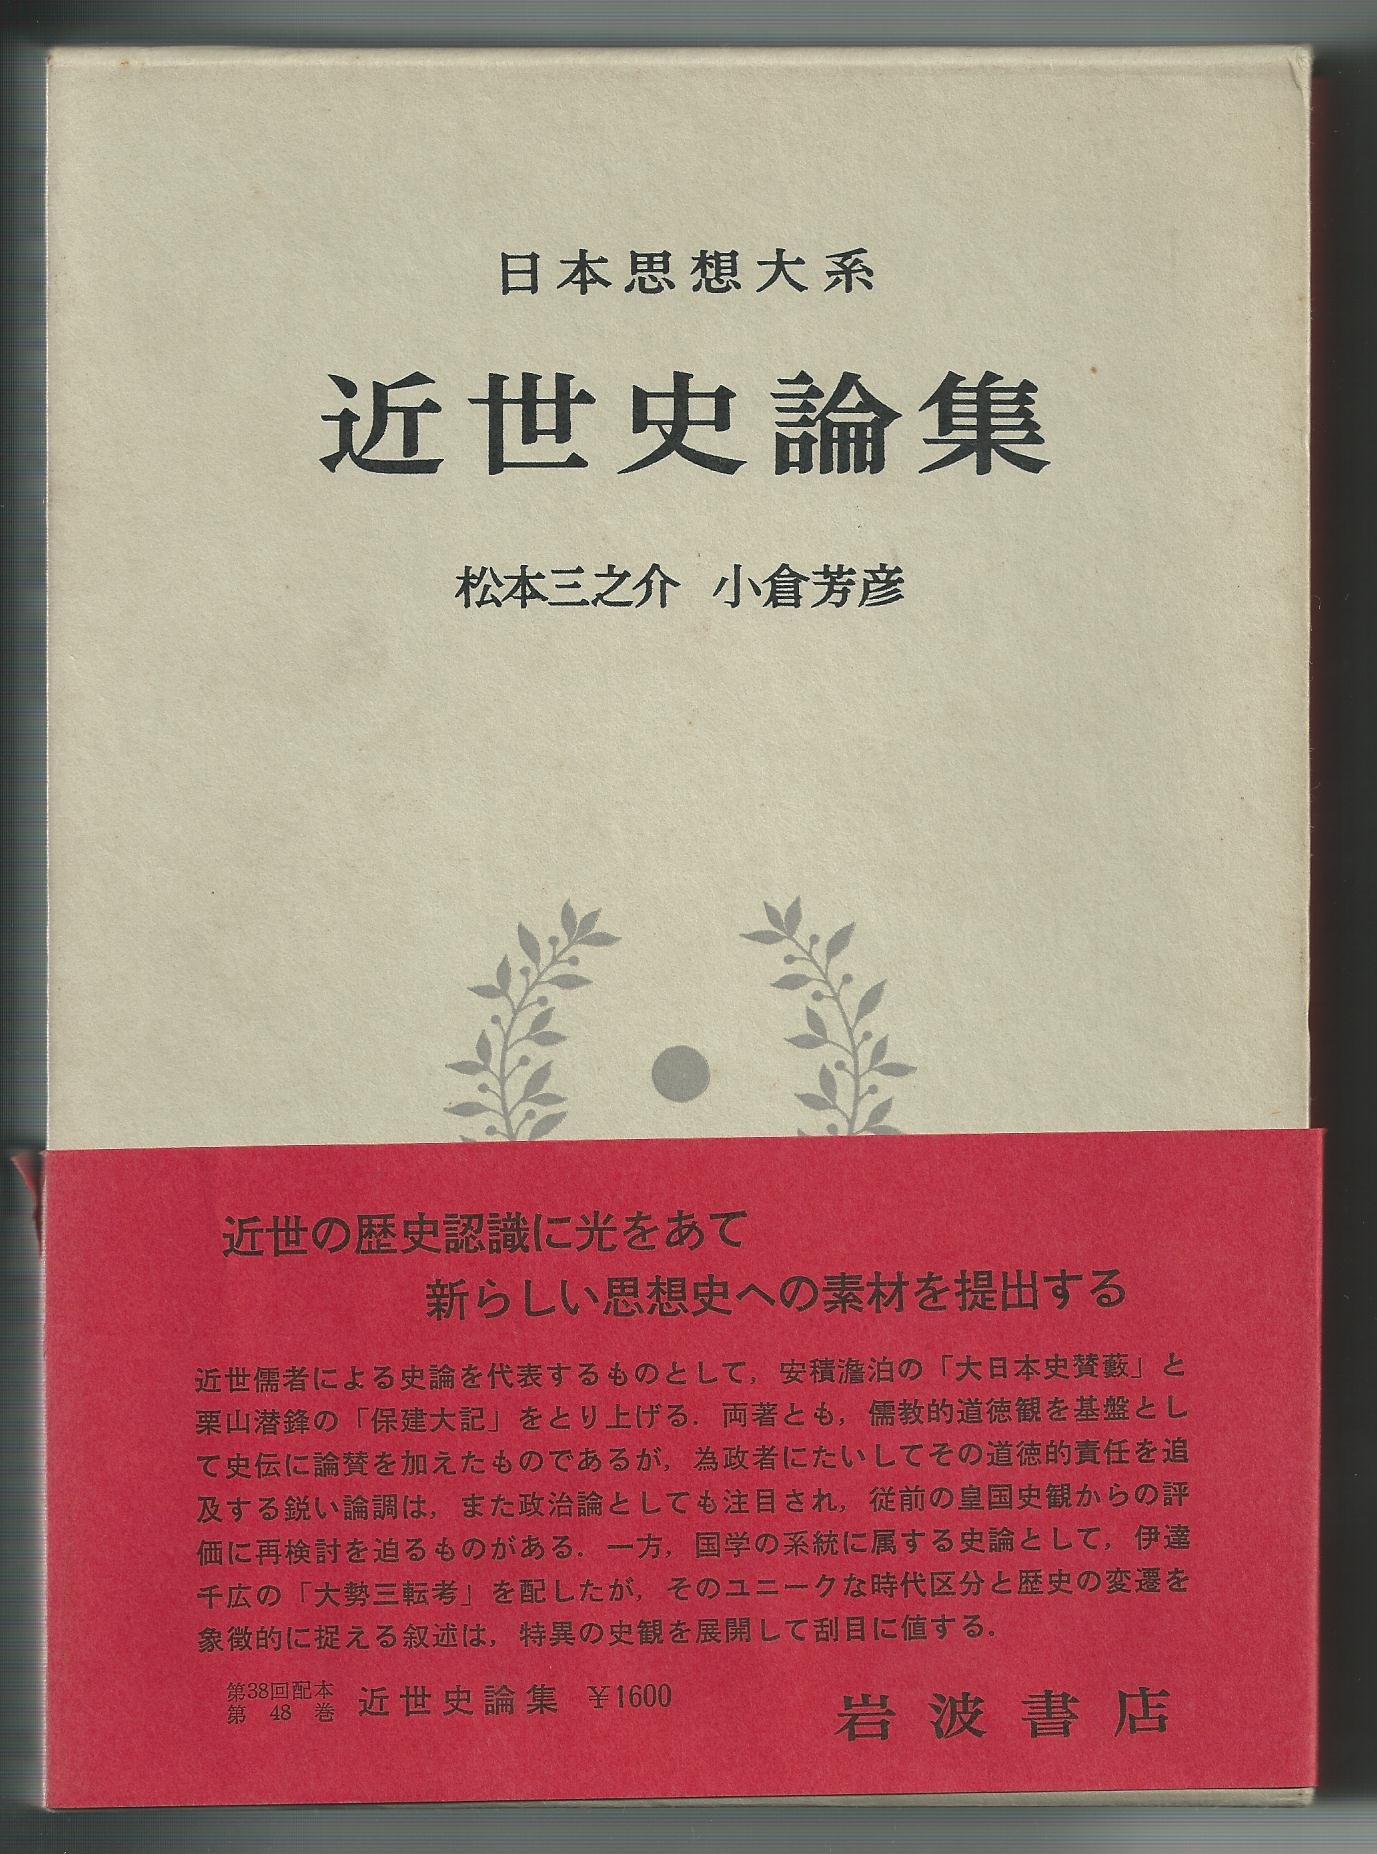 日本思想大系
近世史論集
松本三之介 小倉芳彦
近世の歴史認識に光をあて
新らしい思想史への素材を提出する
近世儒者による史論を代表するものとして，安積澹泊の「大日本史賛藪」と
栗山潜鋒の「保建大記」をとり上げる．両著とも，儒教的道徳観を基盤とし
て史伝に論賛を加えたものであるが，為政者にたいしてその道徳的責任を追
及する鋭い論調は，また政治論としても注目され，従前の皇国史観からの評
価に再検討を迫るものがある．一方，国学の系統に属する史論として，伊達
千広の「大勢三転考」を配したが，そのユニークな時代区分と歴史の変遷を
象徴的に捉える叙述は，特異の史観を展開して刮目に値する．
第38回配本
第 48 巻
近世史論集 ￥1600
岩波書店